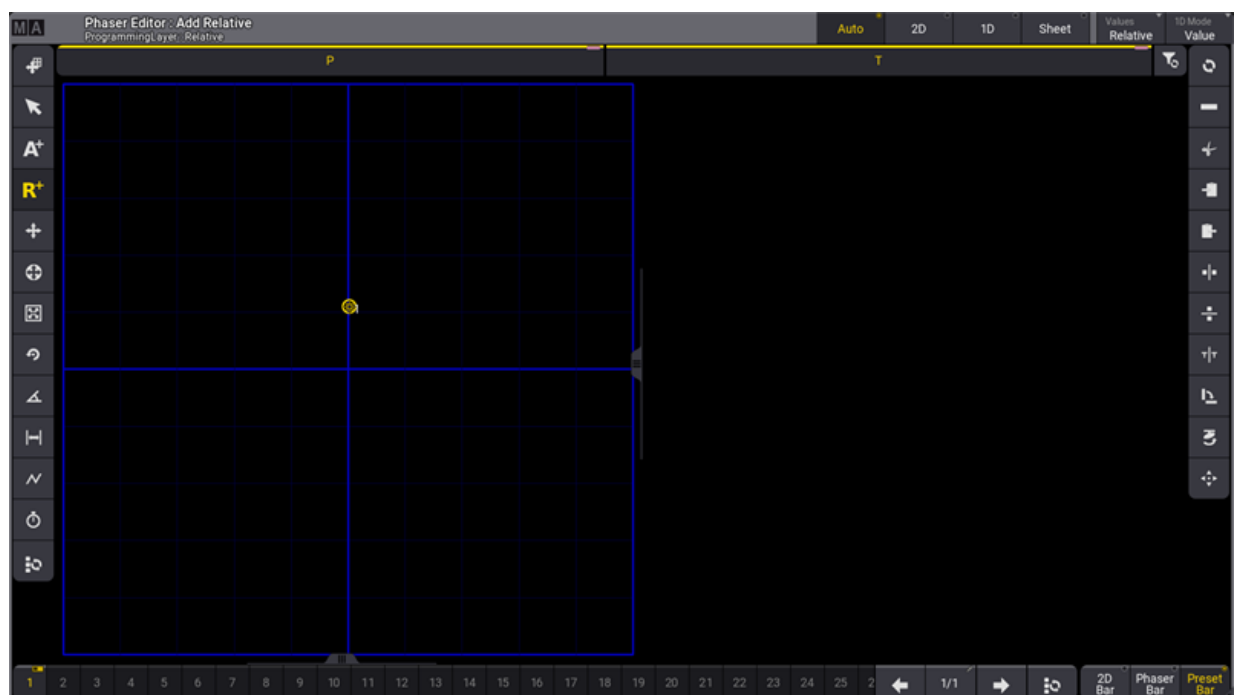 MA
Phaser Editor : Add Relative
ProgrammingLayer: Relative
Auto
2D
1D
Sheet
Values
Relative
1D Mode
Value
P
T
A+
R+
1
T|T
1 2 3 4 5 6 7 8 9 10 11 12 13 14 15 16 17 18 19 20 21 22 23 24 25 2
1/1
2D
Bar
Phaser
Bar
Preset
Bar